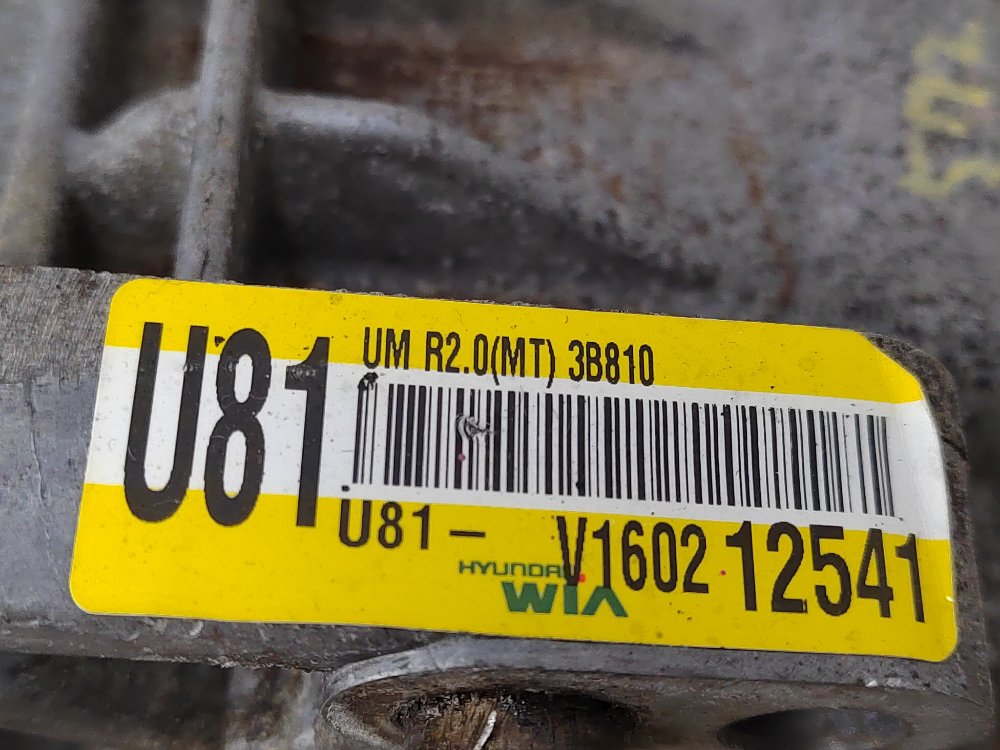 U81
UM R2.0(MT) 3B810
U81- V1602 12541
HYUNDAI
WIA